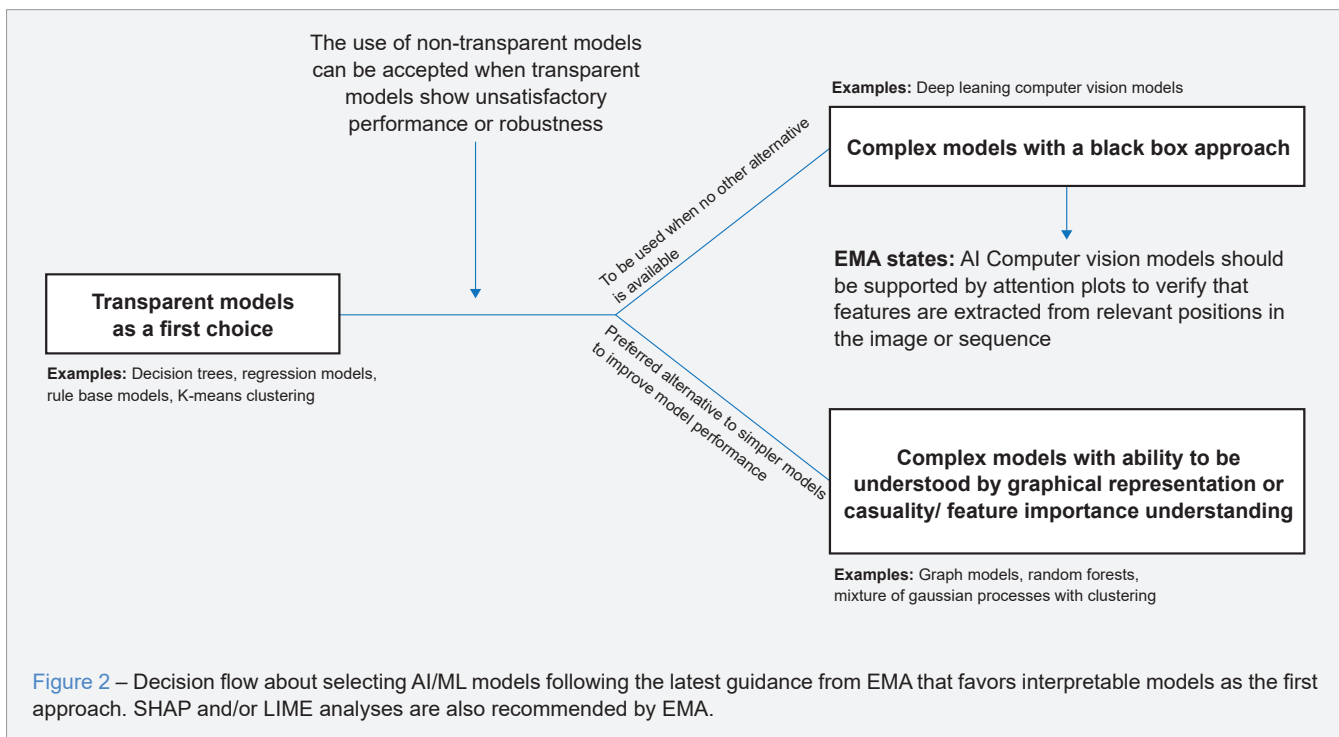 The use of non-transparent models
can be accepted when transparent
models show unsatisfactory
performance or robustness
Transparent models
as a first choice
Examples: Decision trees, regression models,
rule base models, K-means clustering
To be used when no other alternative
is available
Preferred alternative to simpler models
to improve model performance
Examples: Deep leaning computer vision models
Complex models with a black box approach
EMA states: AI Computer vision models should
be supported by attention plots to verify that
features are extracted from relevant positions in
the image or sequence
Complex models with ability to be
understood by graphical representation or
casuality/ feature importance understanding
Examples: Graph models, random forests,
mixture of gaussian processes with clustering
Figure 2 – Decision flow about selecting AI/ML models following the latest guidance from EMA that favors interpretable models as the first
approach. SHAP and/or LIME analyses are also recommended by EMA.